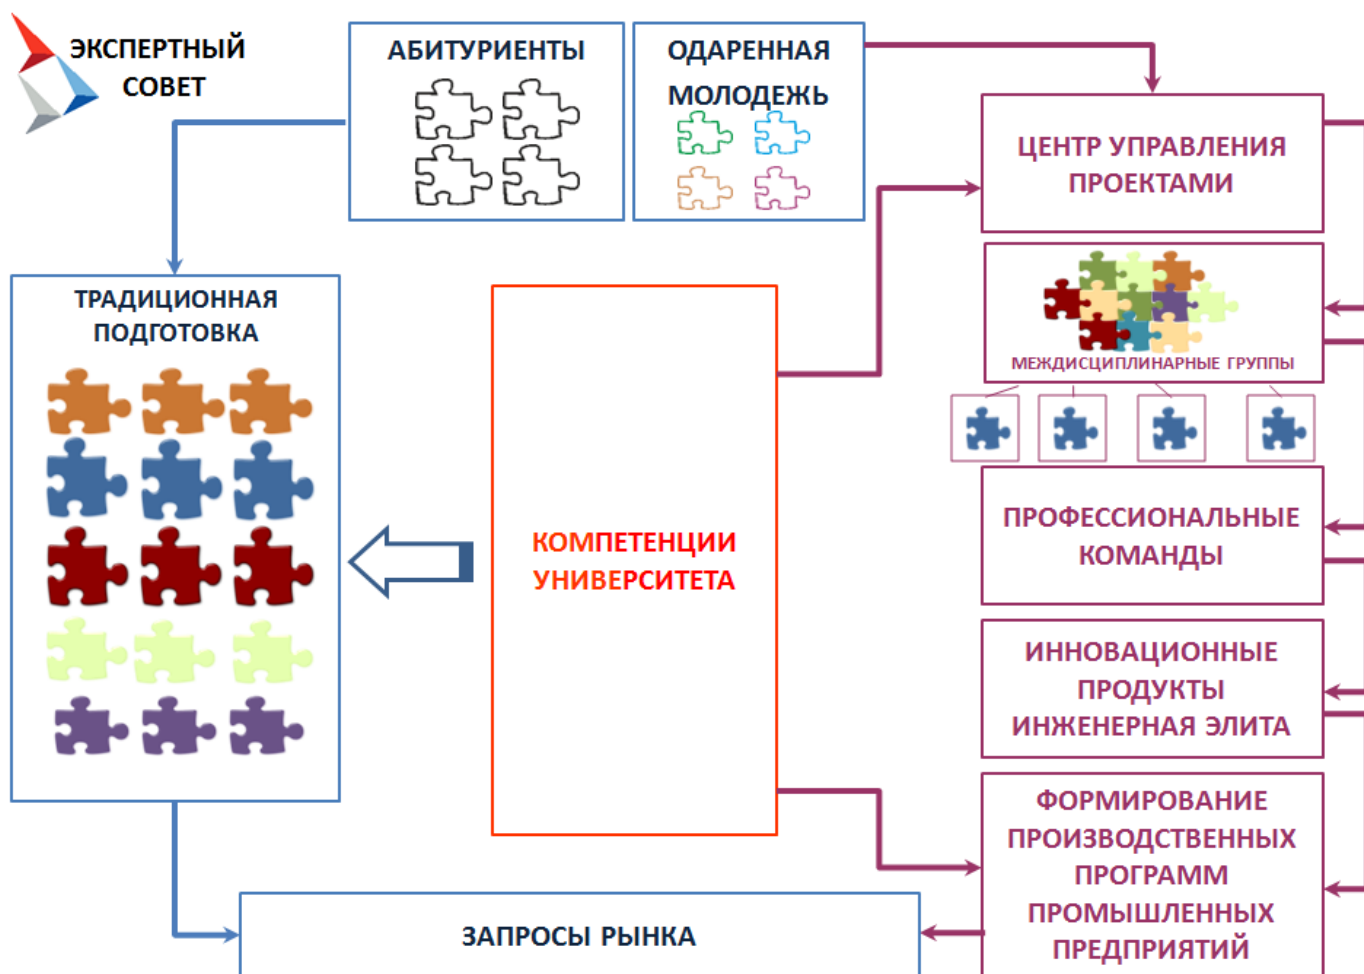 ЭКСПЕРТНЫЙ
СОВЕТ
АБИТУРИЕНТЫ
ОДАРЕННАЯ
МОЛОДЕЖЬ
ЦЕНТР УПРАВЛЕНИЯ
ПРОЕКТАМИ
МЕЖДИСЦИПЛИНАРНЫЕ ГРУППЫ
ТРАДИЦИОННАЯ
ПОДГОТОВКА
КОМПЕТЕНЦИИ
УНИВЕРСИТЕТА
ПРОФЕССИОНАЛЬНЫЕ
КОМАНДЫ
ИННОВАЦИОННЫЕ
ПРОДУКТЫ
ИНЖЕНЕРНАЯ ЭЛИТА
ФОРМИРОВАНИЕ
ПРОИЗВОДСТВЕННЫХ
ПРОГРАММ
ПРОМЫШЛЕННЫХ
ПРЕДПРИЯТИЙ
ЗАПРОСЫ РЫНКА